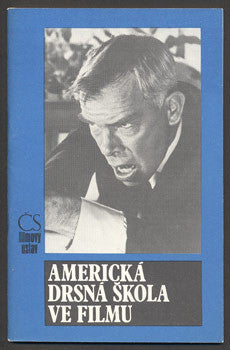 ČS
filmový
ústav
AMERICKÁ
DRSNÁ ŠKOLA
VE FILMU